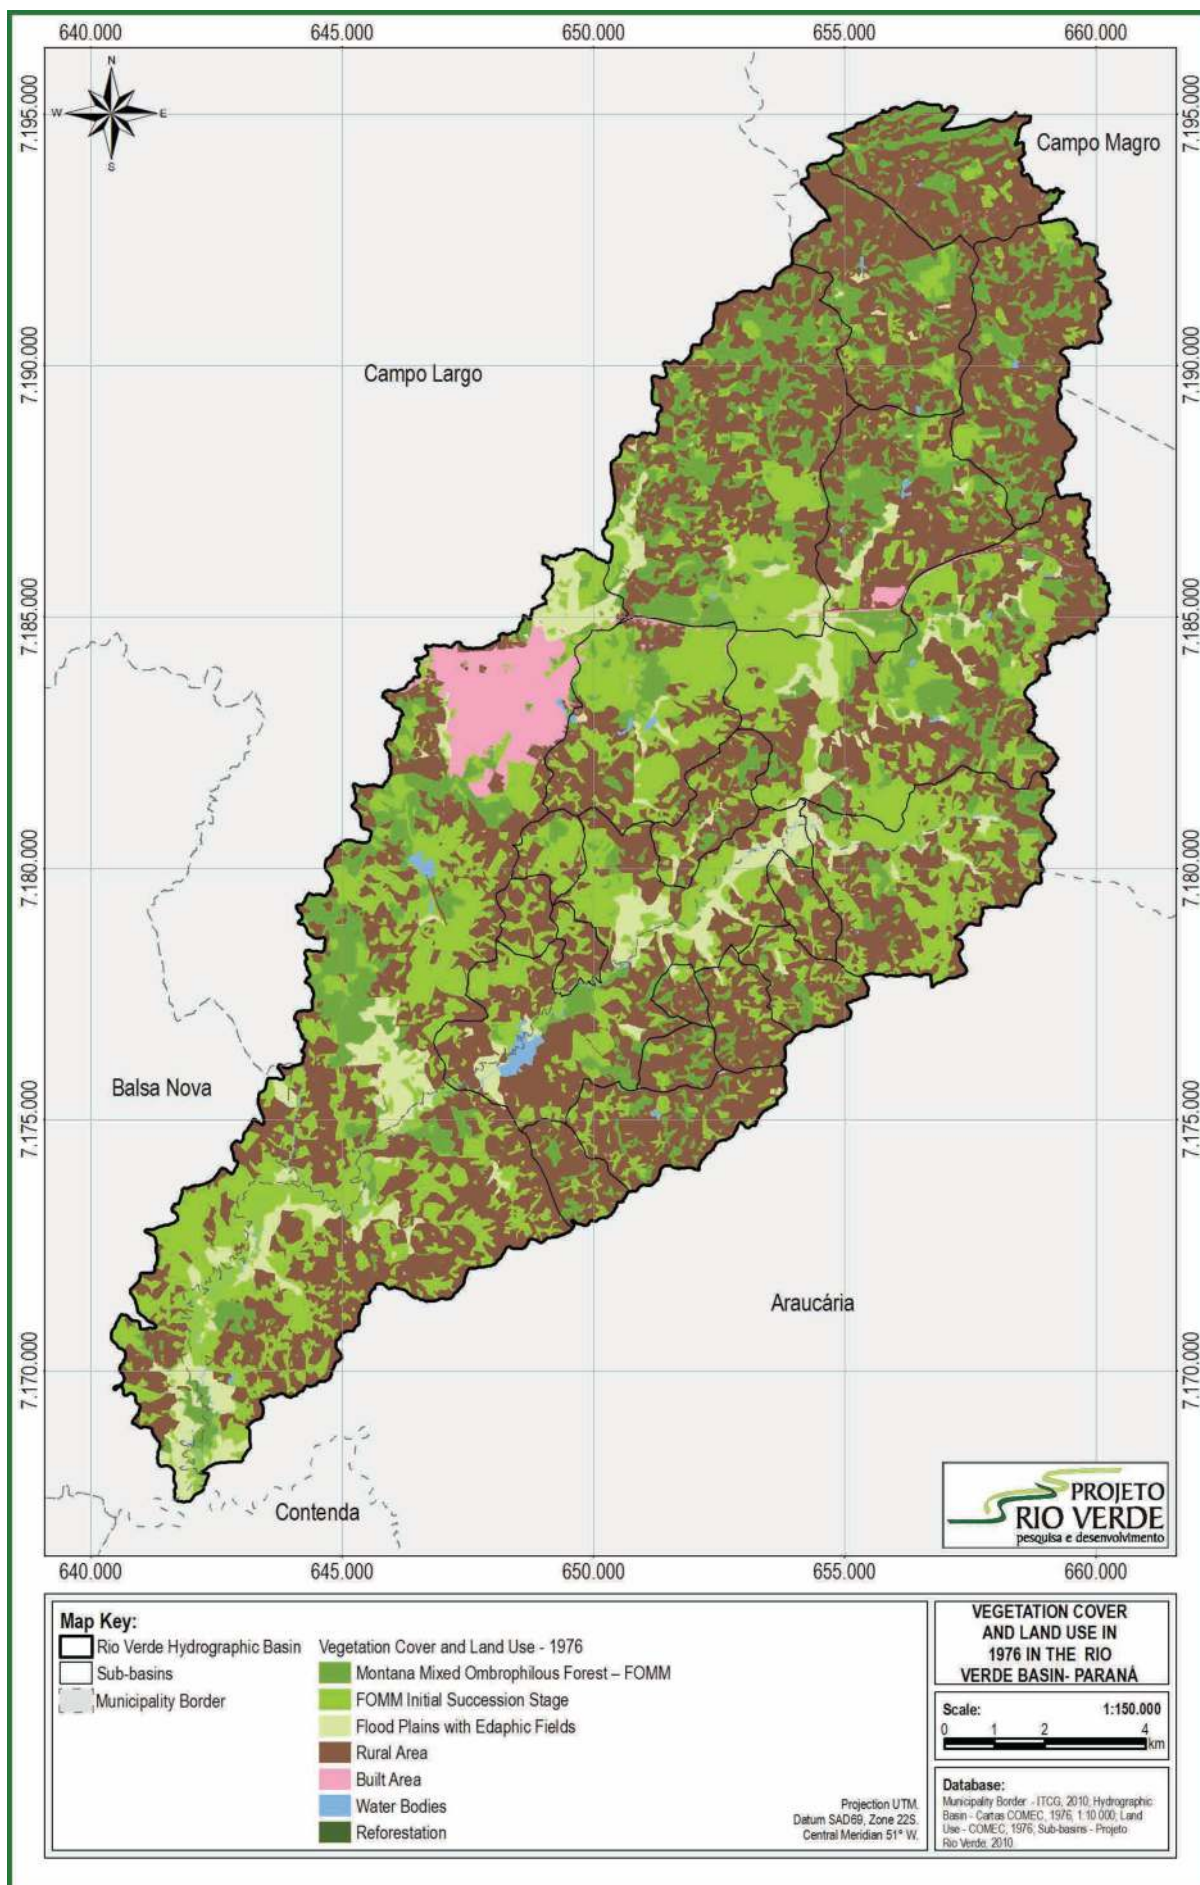 640.000 645.000 650.000 655.000 660.000
N
W E
S
7.195.000 7.195.000
Campo Magro
7.190.000 7.190.000
Campo Largo
7.185.000 7.185.000
7.180.000 7.180.000
Balsa Nova
7.175.000 7.175.000
Araucária
7.170.000 7.170.000
Contenda
PROJETO
RIO VERDE
pesquisa e desenvolvimento
640.000 645.000 650.000 655.000 660.000
Map Key:
Rio Verde Hydrographic Basin
Sub-basins
Municipality Border
Vegetation Cover and Land Use - 1976
Montana Mixed Ombrophilous Forest – FOMM
FOMM Initial Succession Stage
Flood Plains with Edaphic Fields
Rural Area
Built Area
Water Bodies
Reforestation
Projection UTM.
Datum SAD69, Zone 22S.
Central Meridian 51° W.
VEGETATION COVER
AND LAND USE IN
1976 IN THE RIO
VERDE BASIN- PARANÁ
Scale: 1:150.000
0 1 2 4
km
Database:
Municipality Border - ITCG, 2010; Hydrographic
Basin - Cartas COMEC, 1976, 1:10 000; Land
Use - COMEC, 1976; Sub-basins - Projeto
Rio Verde, 2010.